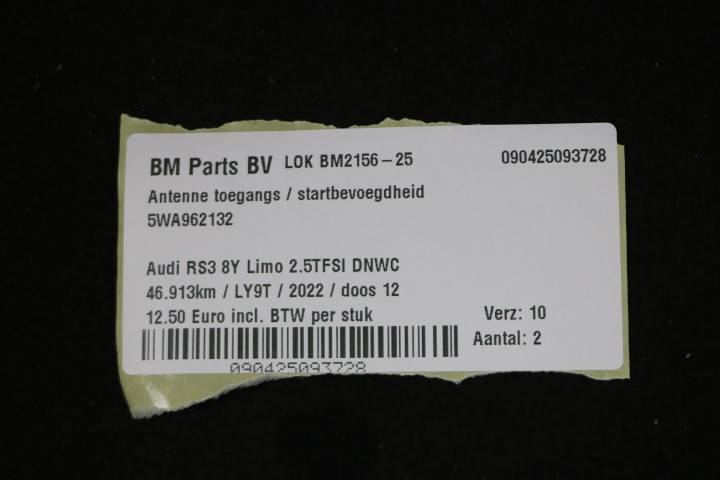 BM Parts BV LOK BM2156-25 090425093728
Antenne toegangs / startbevoegdheid
5WA962132
Audi RS3 8Y Limo 2.5TFSI DNWC
46.913km / LY9T / 2022 / doos 12
12.50 Euro incl. BTW per stuk Verz: 10
Aantal: 2
090425093728